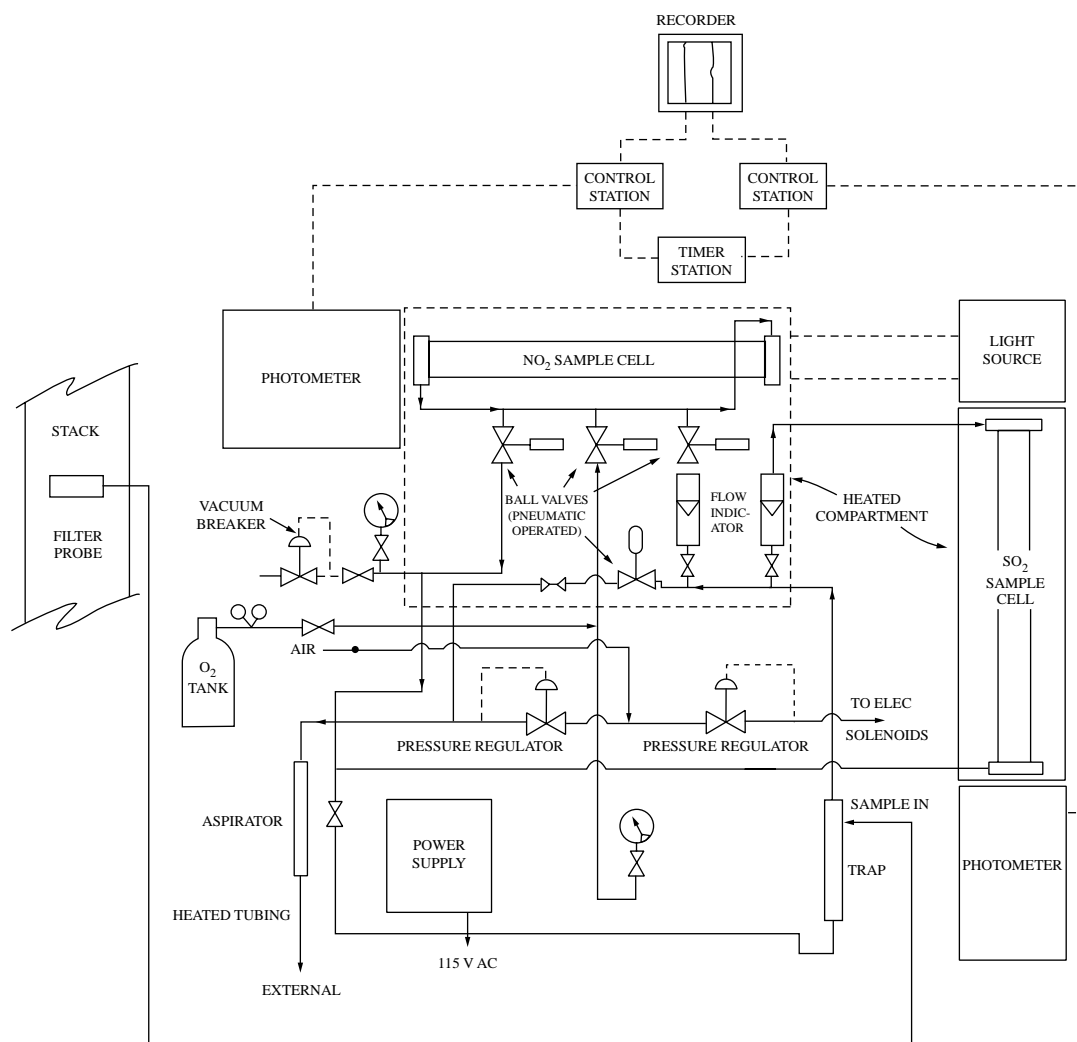 RECORDER
CONTROL
STATION
CONTROL
STATION
TIMER
STATION
PHOTOMETER
NO2 SAMPLE CELL
LIGHT
SOURCE
STACK
FILTER
PROBE
VACUUM
BREAKER
BALL VALVES
(PNEUMATIC
OPERATED)
FLOW
INDIC-
ATOR
HEATED
COMPARTMENT
SO2
SAMPLE
CELL
O2
TANK
AIR
PRESSURE REGULATOR
PRESSURE REGULATOR
TO ELEC
SOLENOIDS
ASPIRATOR
POWER
SUPPLY
SAMPLE IN
TRAP
PHOTOMETER
HEATED TUBING
115 V AC
EXTERNAL